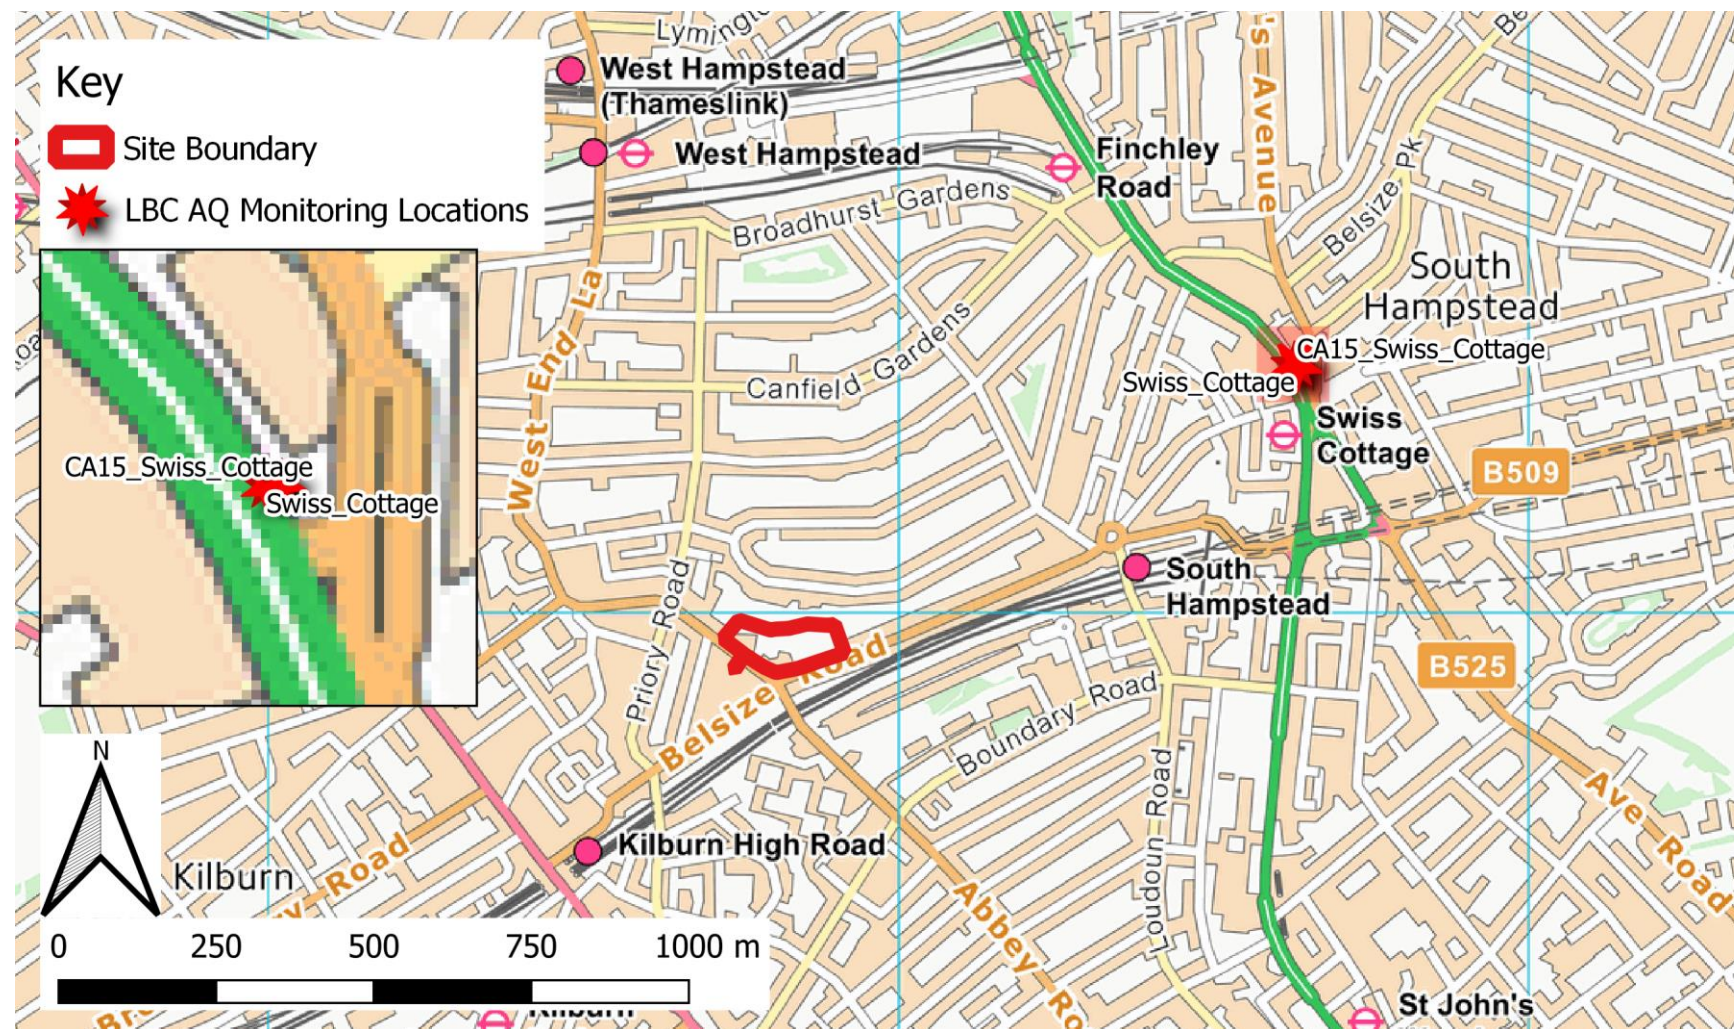 Key
Site Boundary
LBC AQ Monitoring Locations
CA15_Swiss_Cottage
Swiss_Cottage
N
0 250 500 750 1000 m
West Hampstead
(Thameslink)
West Hampstead
Finchley
Road
's Avenue
Belsize Pk
Broadhurst Gardens
South
Hampstead
West End La
Canfield Gardens
CA15_Swiss_Cottage
Swiss_Cottage
Swiss
Cottage
B509
South
Hampstead
Priory Road
Belsize Road
B525
Boundary Road
Loudoun Road
Ave Road
Kilburn High Road
Kilburn
Road
Abbey
St John's
Kilburn